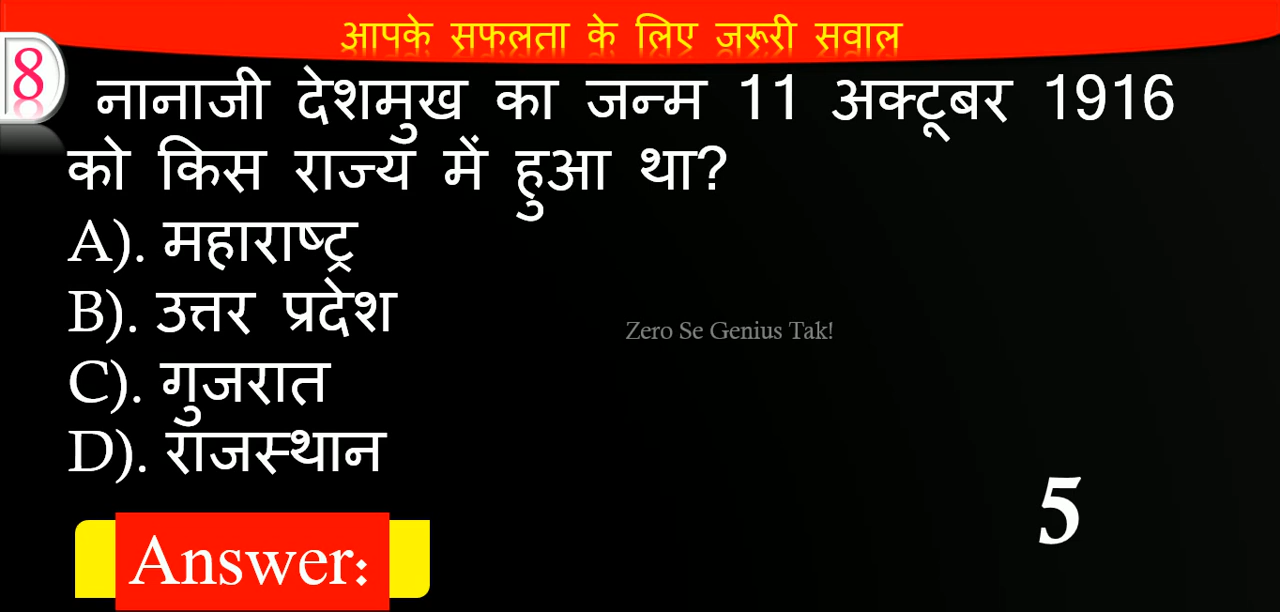 आपके सफलता के लिए जरूरी सवाल
8
नानाजी देशमुख का जन्म 11 अक्टूबर 1916
को किस राज्य में हुआ था?
A). महाराष्ट्र
B). उत्तर प्रदेश
Zero Se Genius Tak!
C). गुजरात
D). राजस्थान
5
Answer: